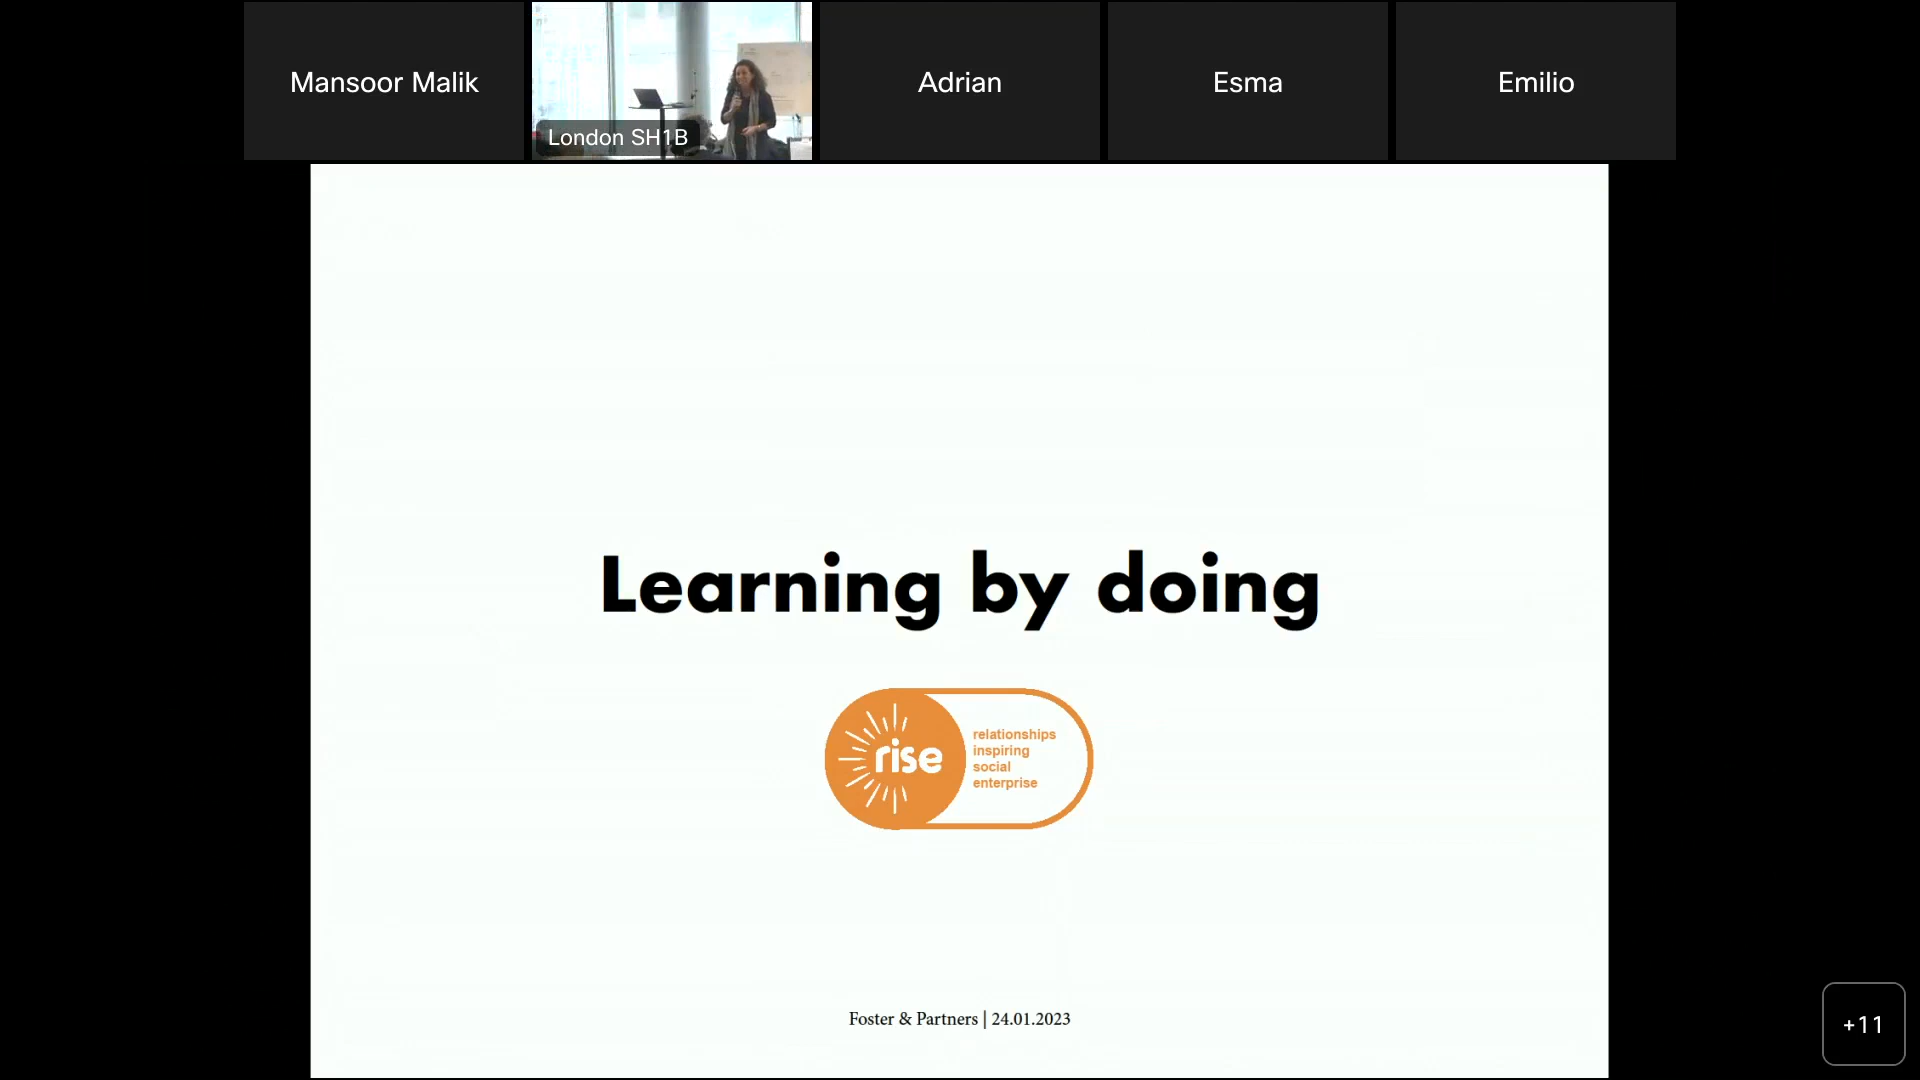 Mansoor Malik
London SH1B
Adrian
Esma
Emilio
Learning by doing
rise
relationships
inspiring
social
enterprise
Foster & Partners | 24.01.2023
+11